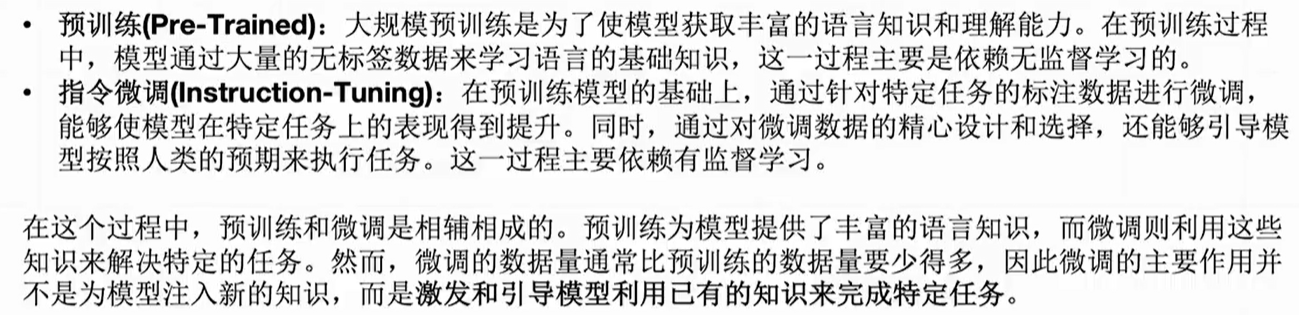 • 预训练(Pre-Trained)：大规模预训练是为了使模型获取丰富的语言知识和理解能力。在预训练过程
中，模型通过大量的无标签数据来学习语言的基础知识，这一过程主要是依赖无监督学习的。
• 指令微调(Instruction-Tuning)：在预训练模型的基础上，通过针对特定任务的标注数据进行微调，
能够使模型在特定任务上的表现得到提升。同时，通过对微调数据的精心设计和选择，还能够引导模
型按照人类的预期来执行任务。这一过程主要依赖有监督学习。
在这个过程中，预训练和微调是相辅相成的。预训练为模型提供了丰富的语言知识，而微调则利用这些
知识来解决特定的任务。然而，微调的数据量通常比预训练的数据量要少得多，因此微调的主要作用并
不是为模型注入新的知识，而是激发和引导模型利用已有的知识来完成特定任务。